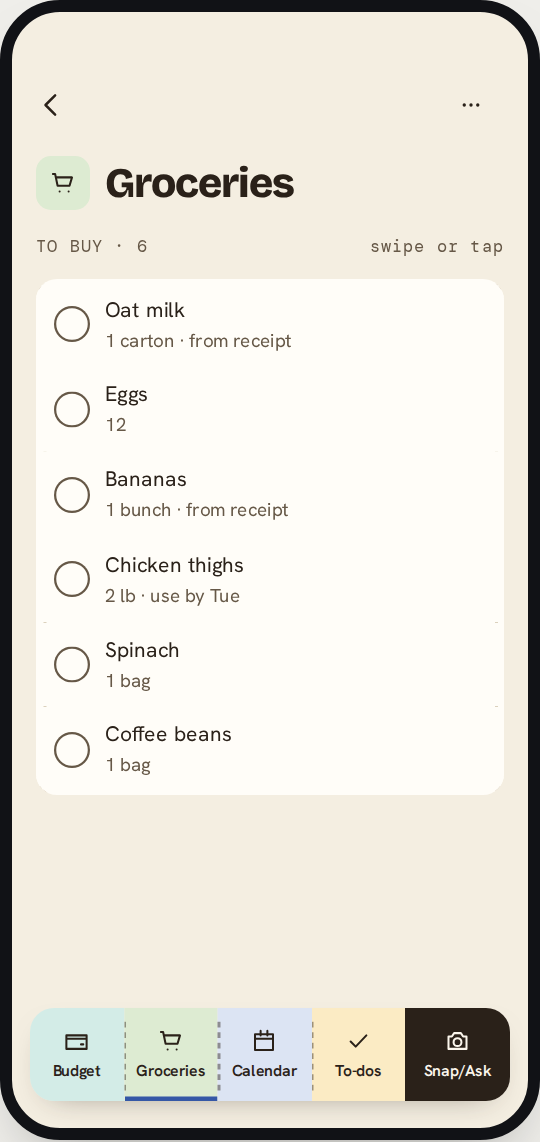 Groceries
TO BUY · 6
swipe or tap
Oat milk
1 carton · from receipt
Eggs
12
Bananas
1 bunch · from receipt
Chicken thighs
2 lb · use by Tue
Spinach
1 bag
Coffee beans
1 bag
Budget
Groceries
Calendar
To-dos
Snap/Ask